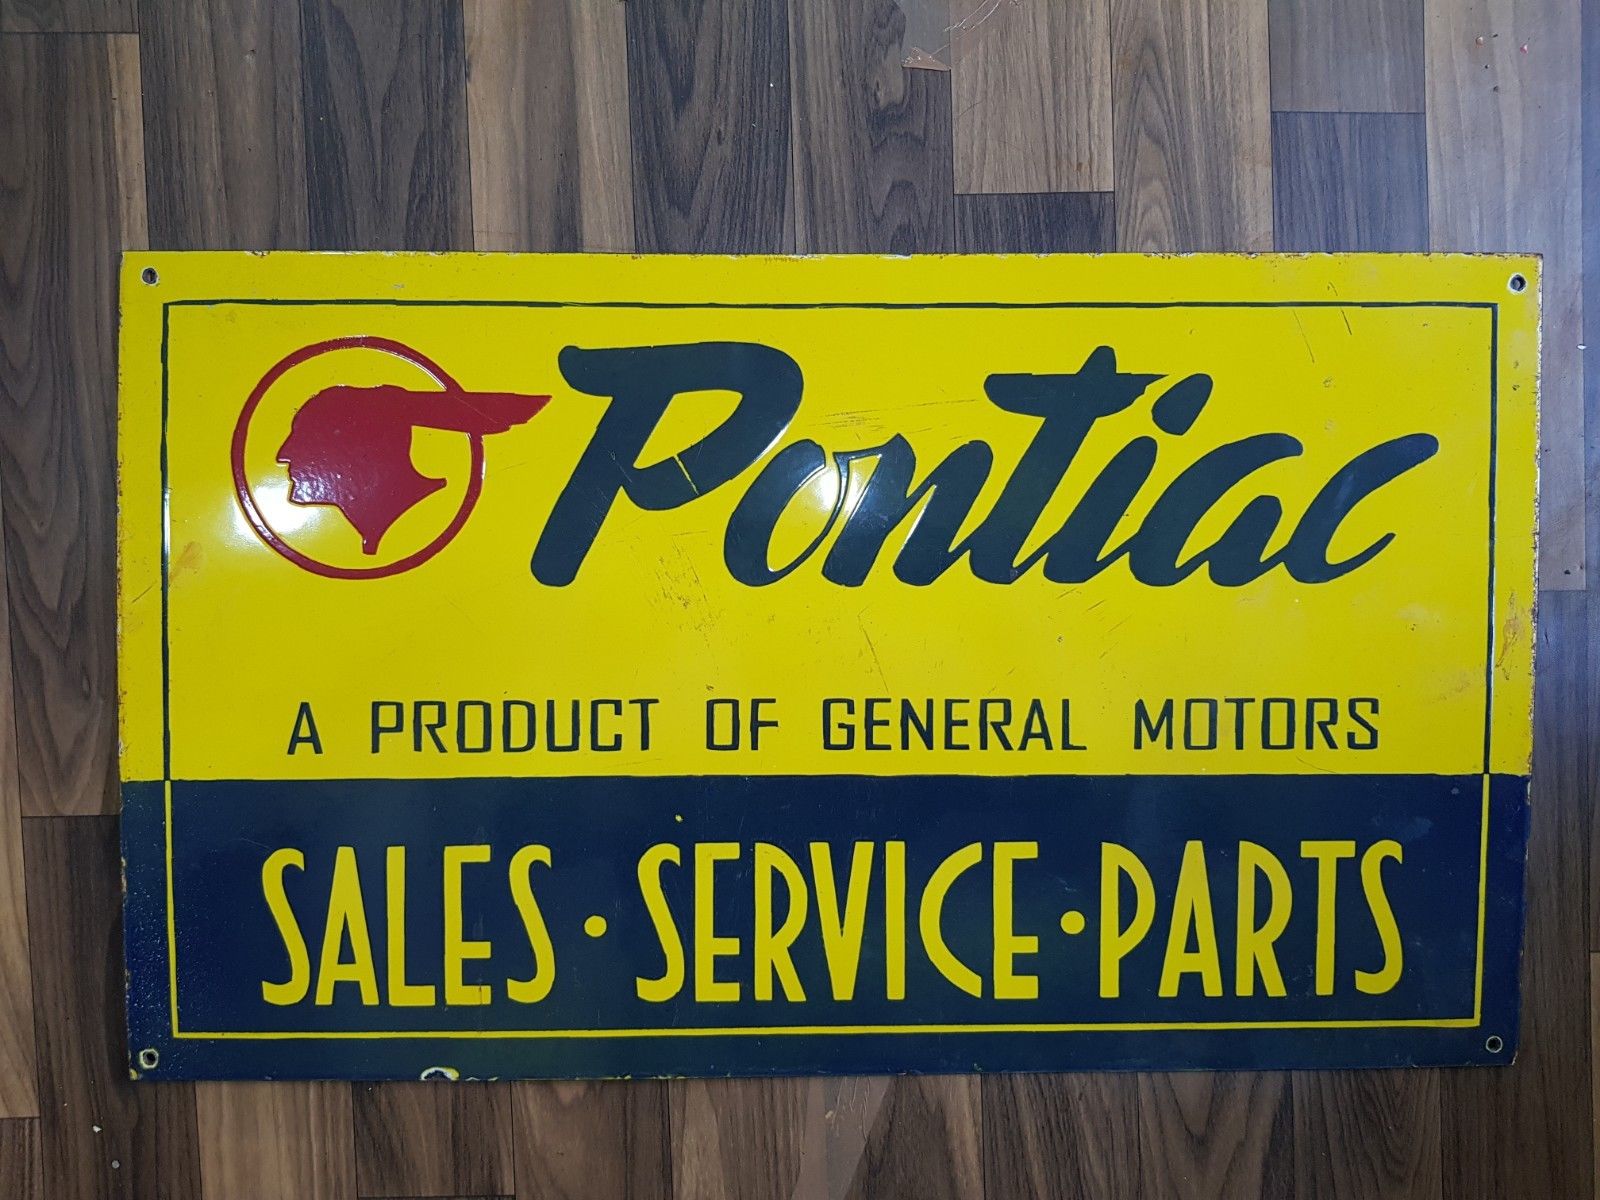 Pontiac
A PRODUCT OF GENERAL MOTORS
SALES • SERVICE • PARTS